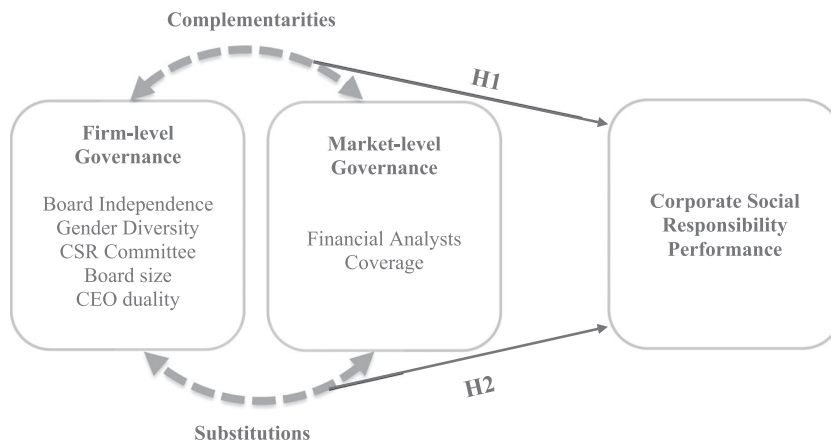 Complementarities
H1
Firm-level
Governance
Board Independence
Gender Diversity
CSR Committee
Board size
CEO duality
Market-level
Governance
Financial Analysts
Coverage
Corporate Social
Responsibility
Performance
H2
Substitutions